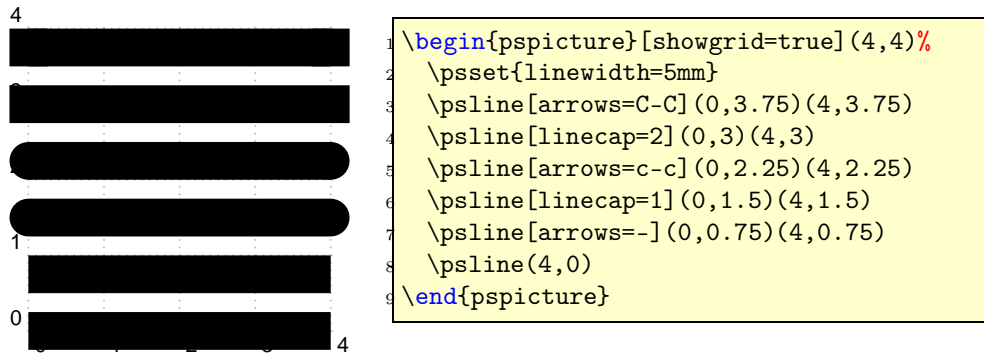 4
1
0
4
1 \begin{pspicture}[showgrid=true](4,4)%
2 \psset{linewidth=5mm}
3 \psline[arrows=C-C](0,3.75)(4,3.75)
4 \psline[linecap=2](0,3)(4,3)
5 \psline[arrows=c-c](0,2.25)(4,2.25)
6 \psline[linecap=1](0,1.5)(4,1.5)
7 \psline[arrows=-](0,0.75)(4,0.75)
8 \psline(4,0)
9 \end{pspicture}